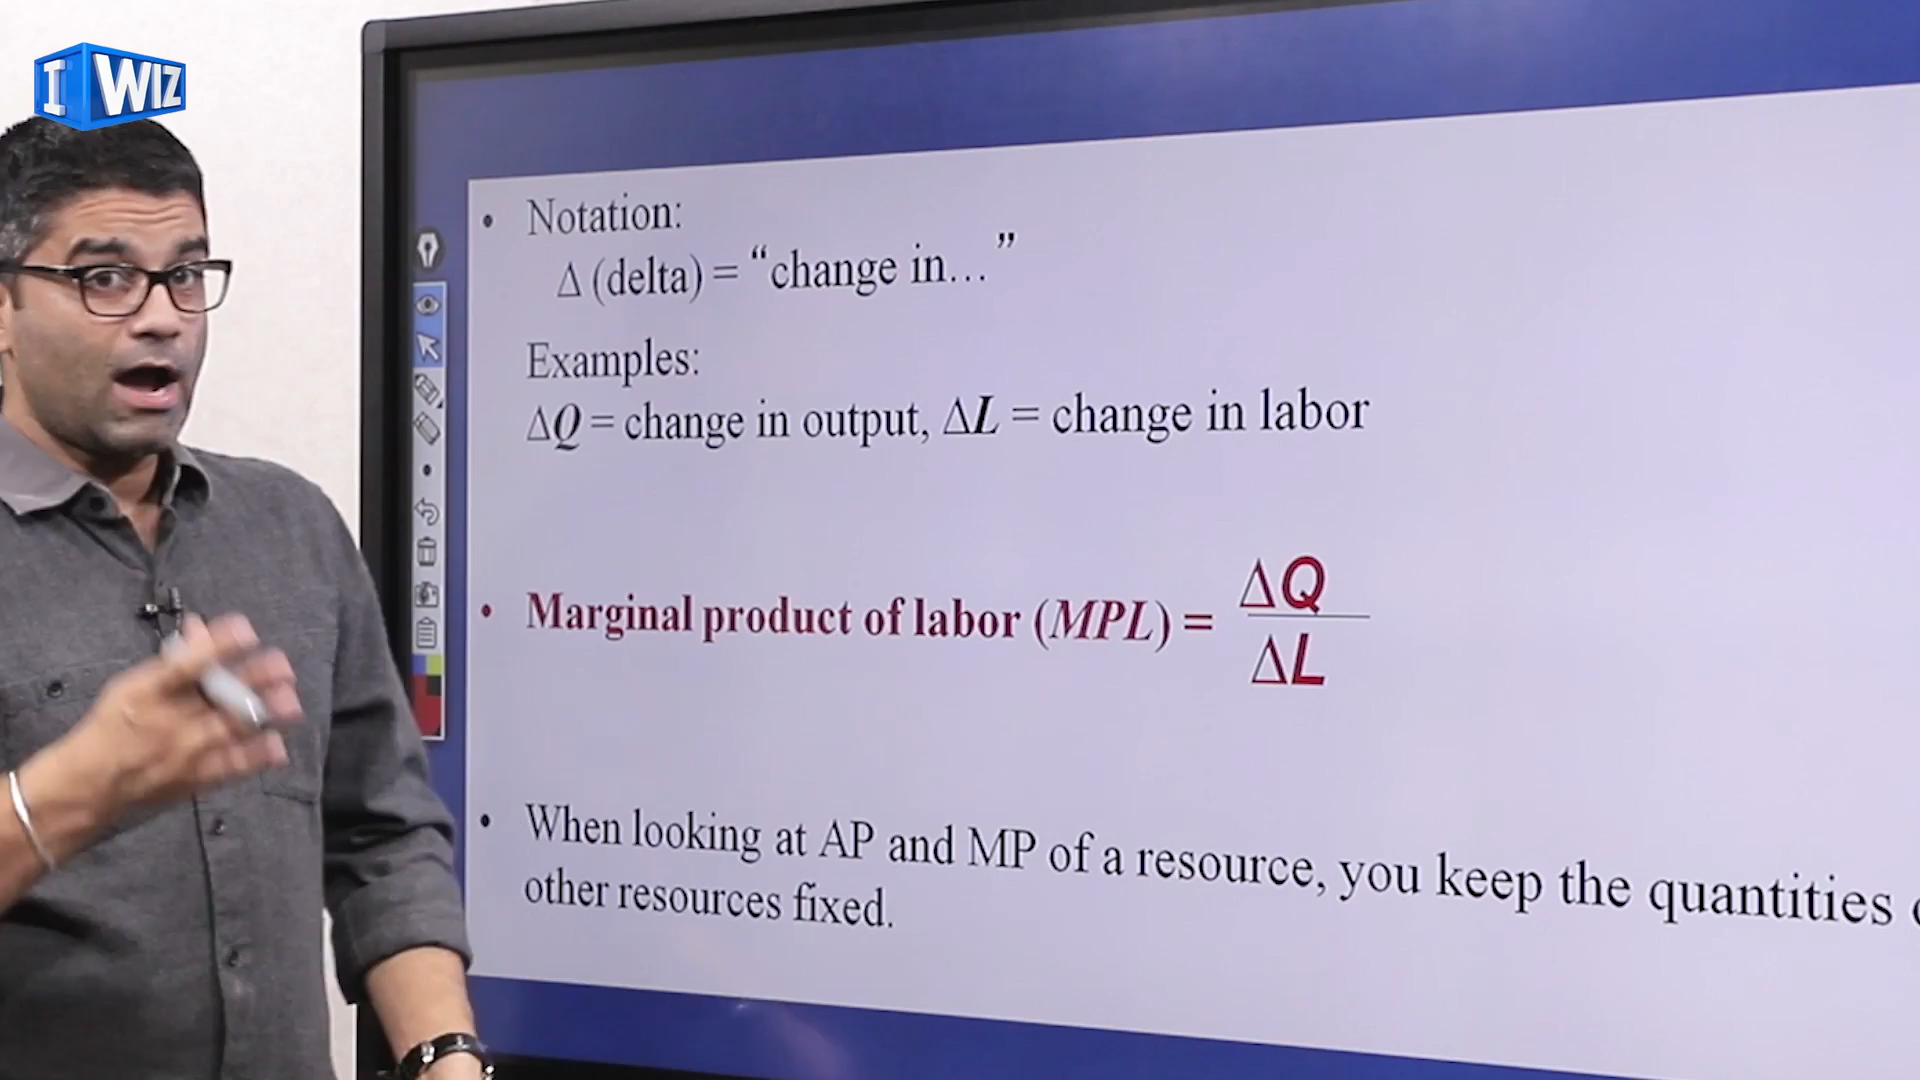 I WIZ
• Notation:
Δ (delta) = “change in... ”
Examples:
ΔQ = change in output, ΔL = change in labor
• Marginal product of labor (MPL) =
ΔQ
ΔL
• When looking at AP and MP of a resource, you keep the quantities
other resources fixed.